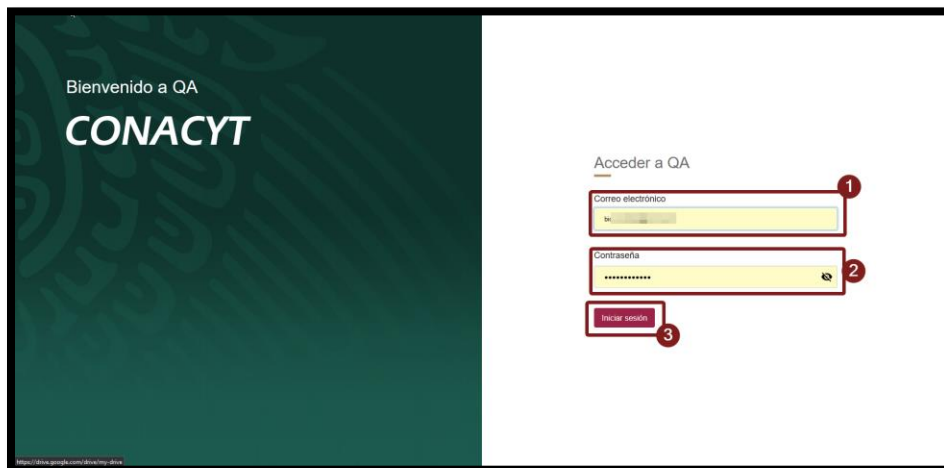 Bienvenido a QA
CONACYT
Acceder a QA
1
Correo electrónico
Contraseña
••••••••••••
2
Iniciar sesión
3
https://drive.google.com/drive/my-drive